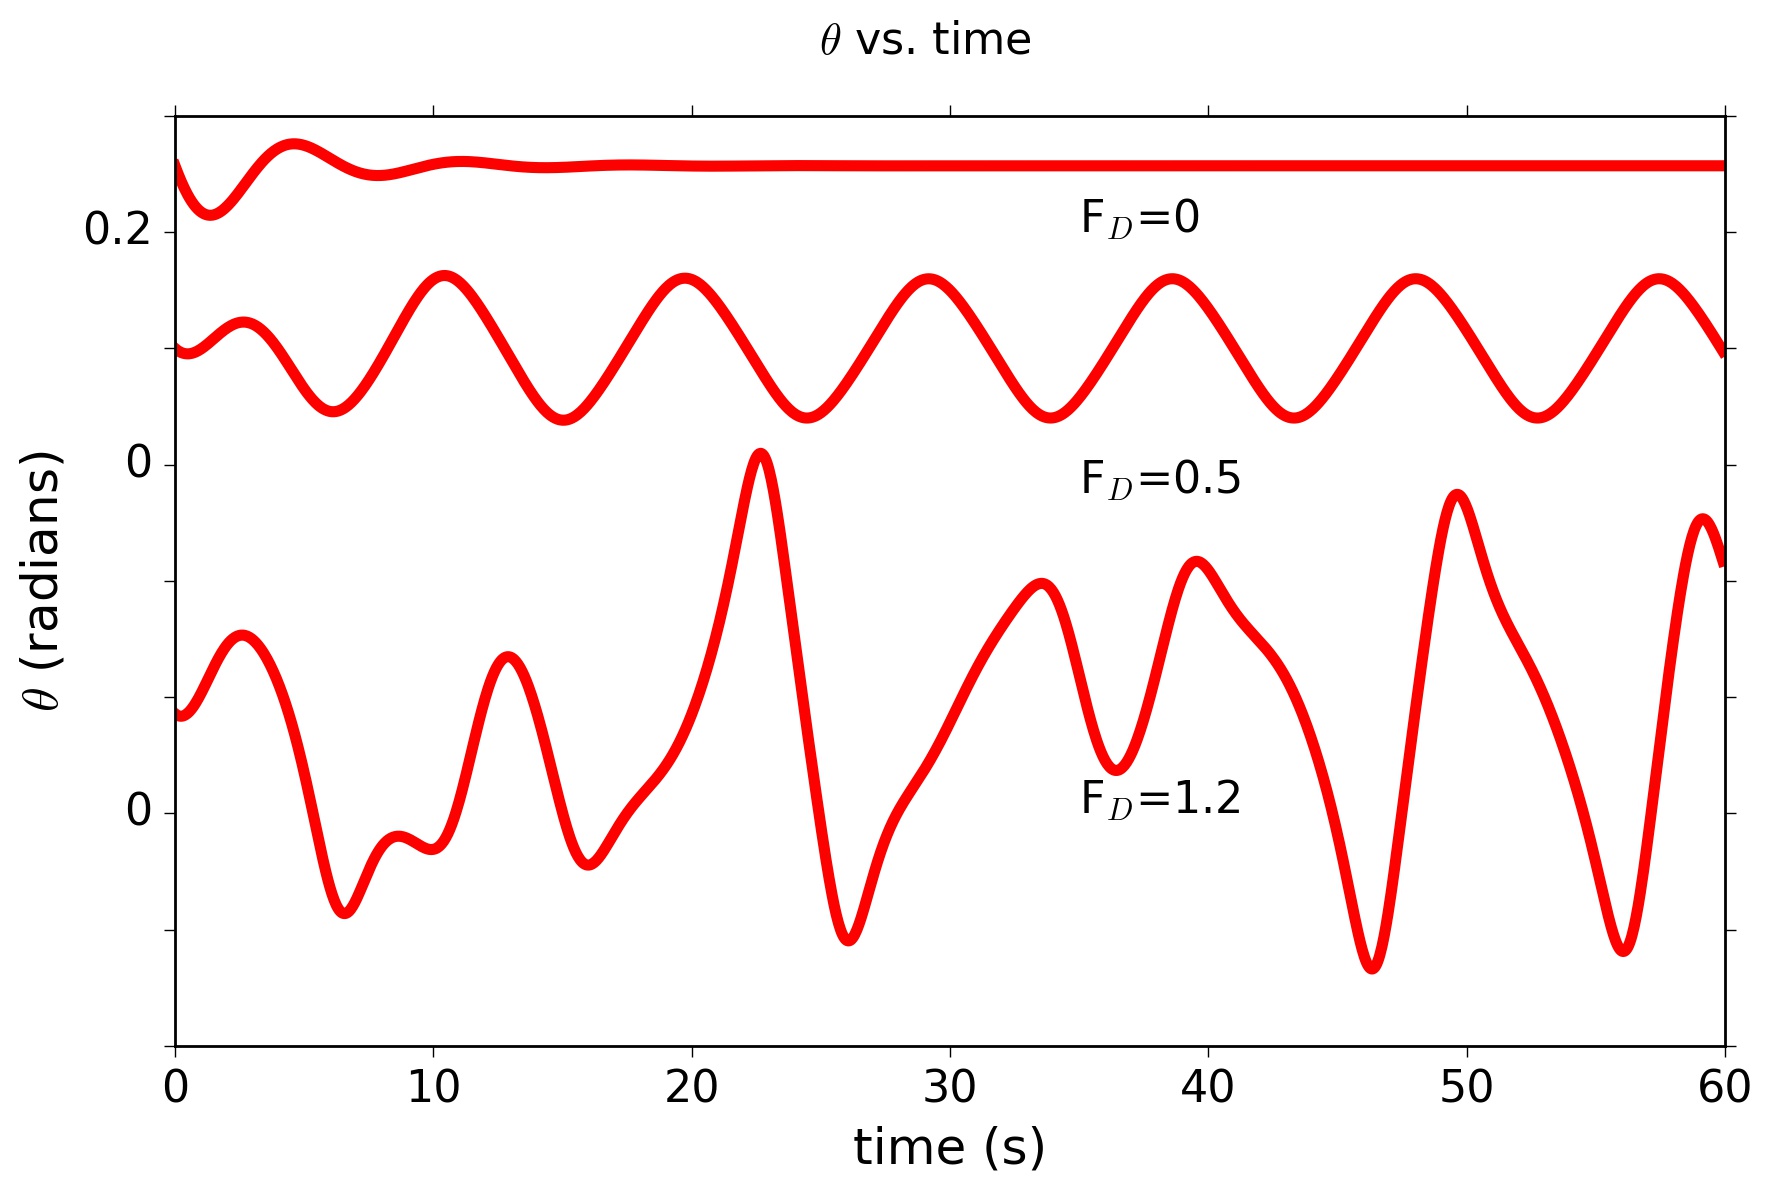 θ vs. time
0.2
0
0
θ (radians)
F_D=0
F_D=0.5
F_D=1.2
0 10 20 30 40 50 60
time (s)